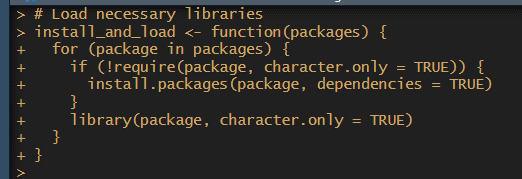 > # Load necessary libraries
> install_and_load <- function(packages) {
+   for (package in packages) {
+     if (!require(package, character.only = TRUE)) {
+       install.packages(package, dependencies = TRUE)
+     }
+     library(package, character.only = TRUE)
+   }
+ }
>